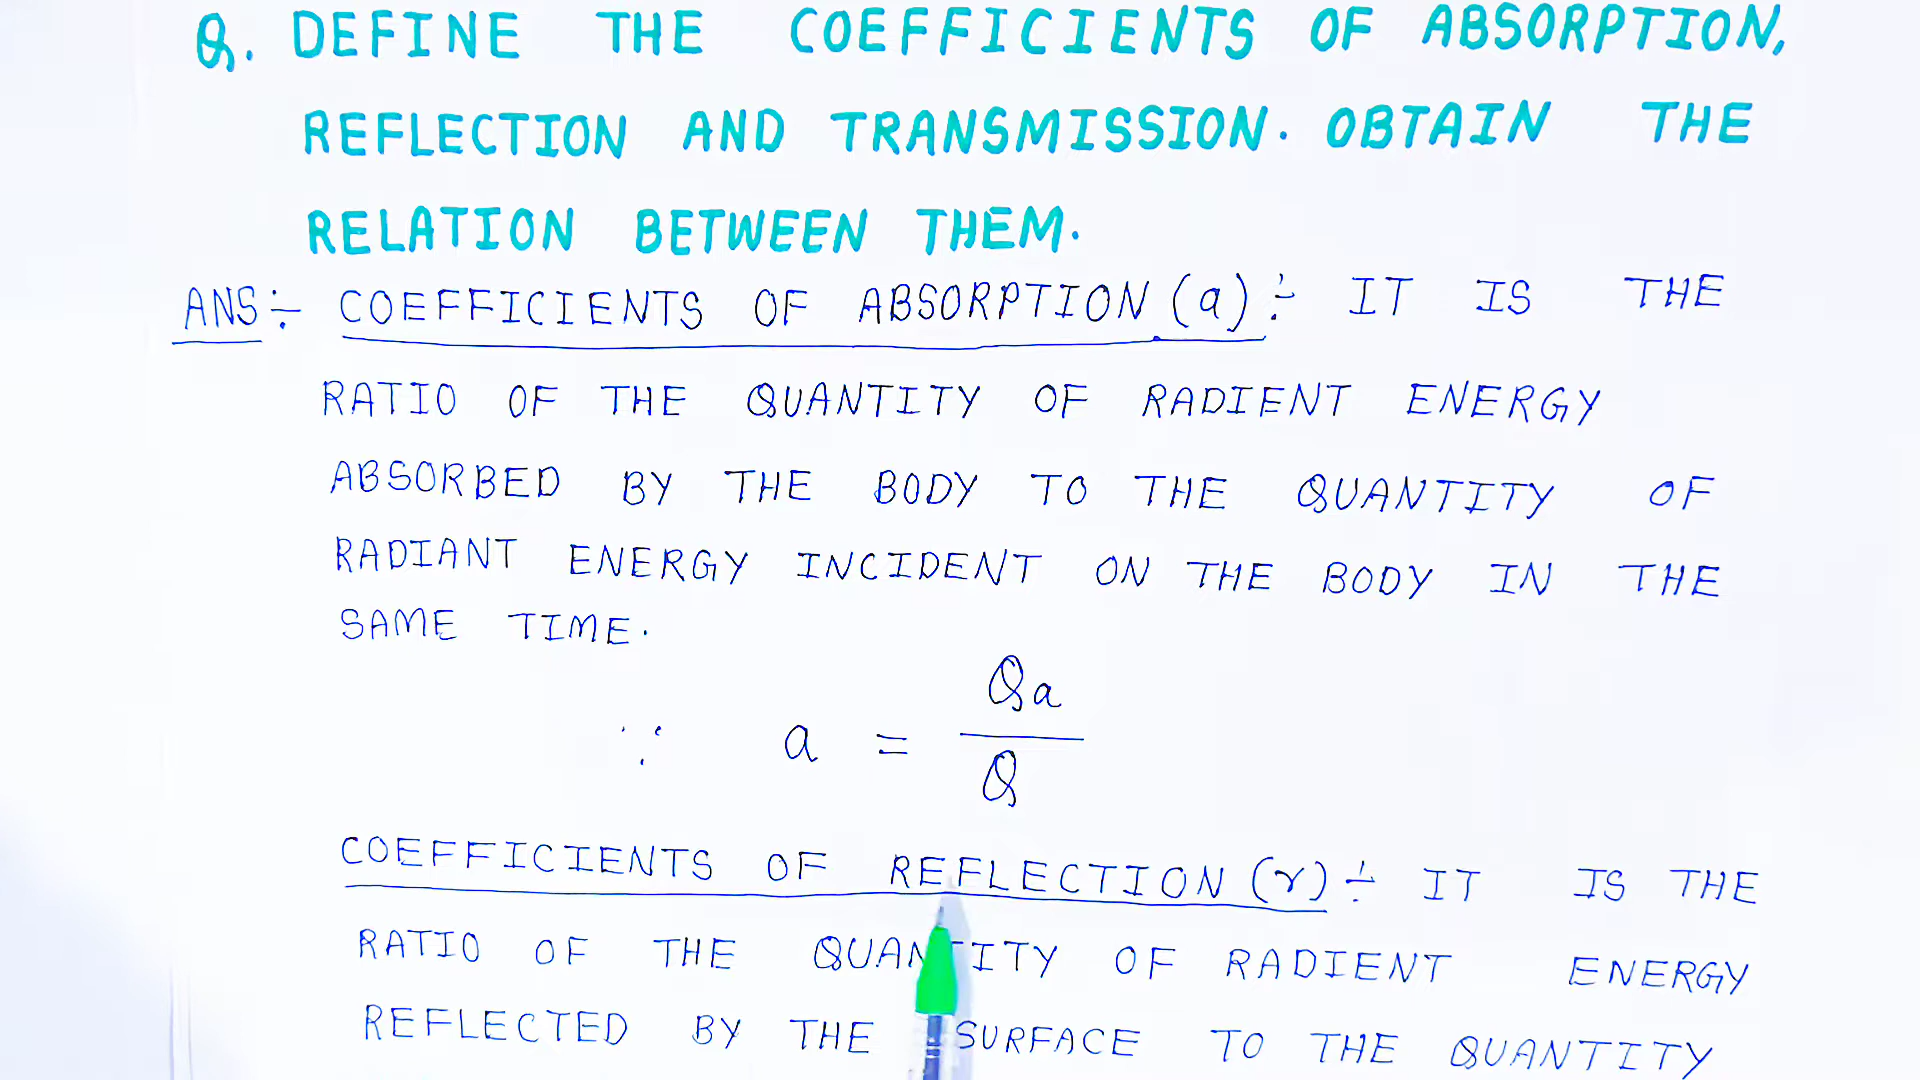 Q. DEFINE THE COEFFICIENTS OF ABSORPTION,
REFLECTION AND TRANSMISSION. OBTAIN THE
RELATION BETWEEN THEM.
ANS:- COEFFICIENTS OF ABSORPTION (a):- IT IS THE
RATIO OF THE QUANTITY OF RADIENT ENERGY
ABSORBED BY THE BODY TO THE QUANTITY OF
RADIANT ENERGY INCIDENT ON THE BODY IN THE
SAME TIME.
∵ a = Qa / Q
COEFFICIENTS OF REFLECTION (r):- IT IS THE
RATIO OF THE QUANTITY OF RADIENT ENERGY
REFLECTED BY THE SURFACE TO THE QUANTITY